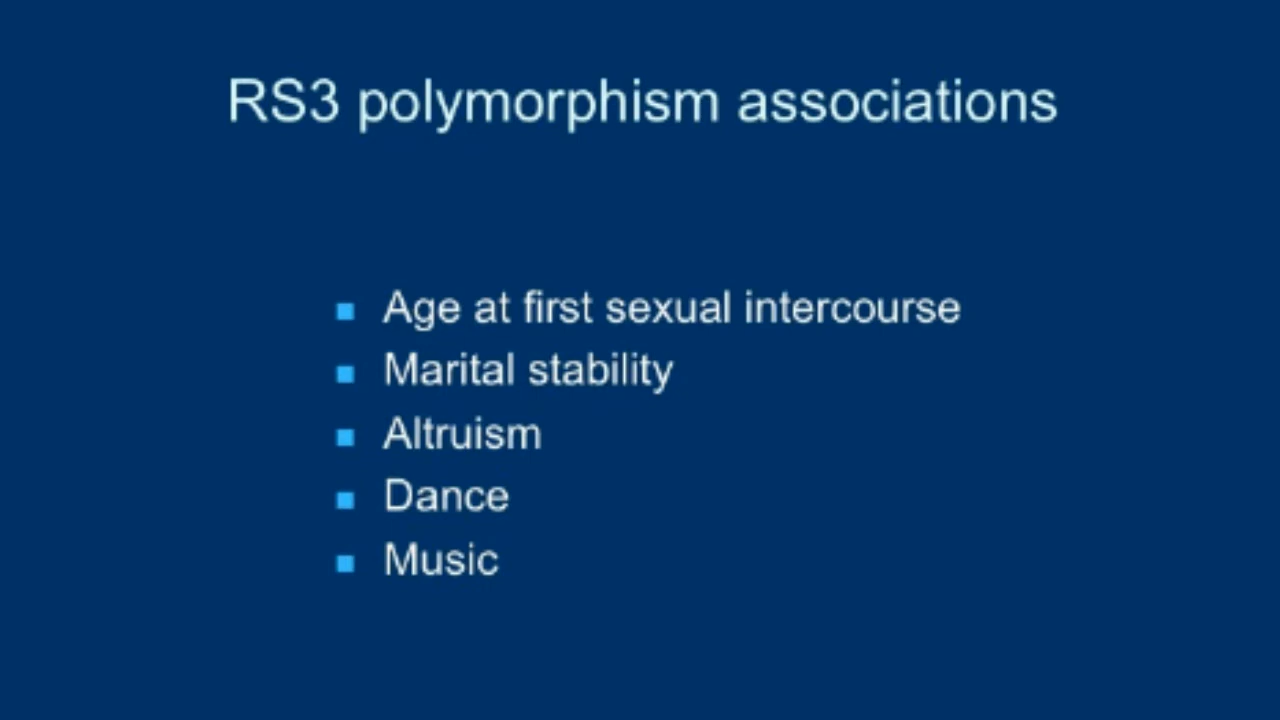 RS3 polymorphism associations
Age at first sexual intercourse
Marital stability
Altruism
Dance
Music